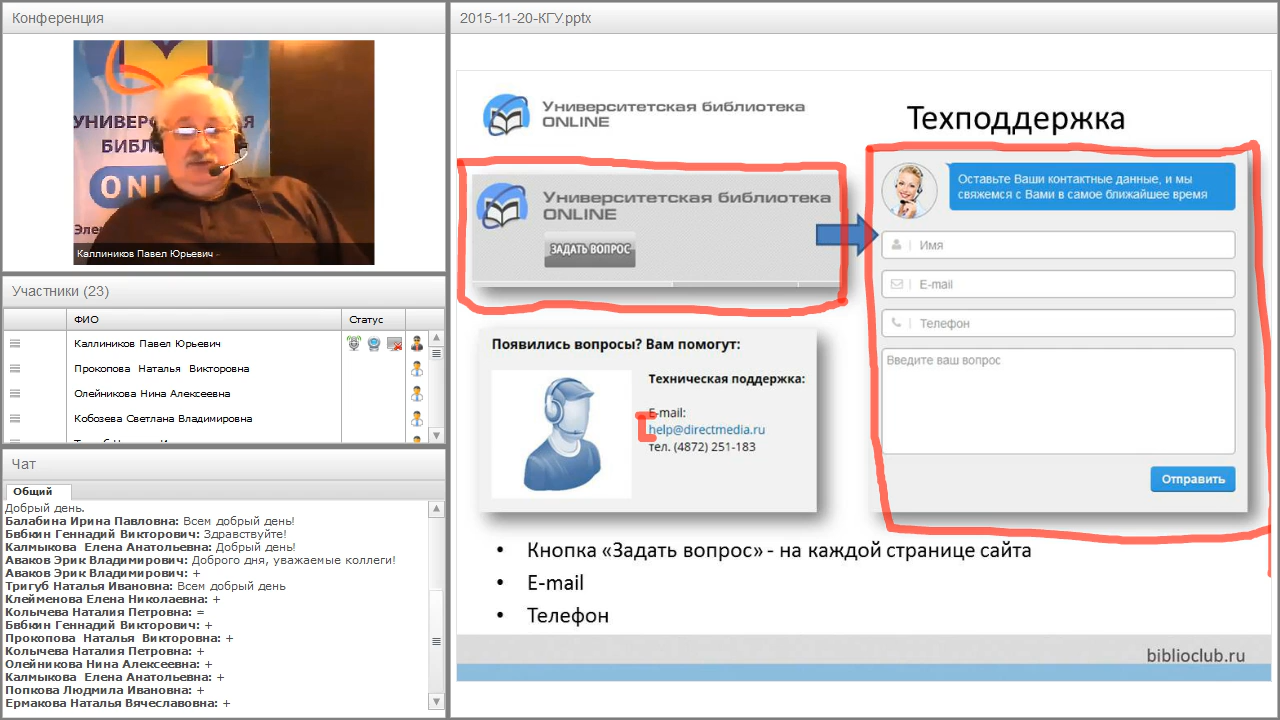 Конференция
УНИВЕР
АЯ
БИБЛ
ONL
Эле
Каллиников Павел Юрьевич
Участники (23)
ФИО Статус
Каллиников Павел Юрьевич
Прокопова Наталья Викторовна
Олейникова Нина Алексеевна
Кобозева Светлана Владимировна
Чат
Общий
Добрый день.
Балабина Ирина Павловна: Всем добрый день!
Бвбкин Геннадий Викторович: Здравствуйте!
Калмыкова Елена Анатольевна: Добрый день!
Аваков Эрик Владимирович: Доброго дня, уважаемые коллеги!
Аваков Эрик Владимирович: +
Тригуб Наталья Ивановна: Всем добрый день
Клейменова Елена Николаевна: +
Колычева Наталия Петровна: =
Бвбкин Геннадий Викторович: +
Прокопова Наталья Викторовна: +
Колычева Наталия Петровна: +
Олейникова Нина Алексеевна: +
Калмыкова Елена Анатольевна: +
Попкова Людмила Ивановна: +
Ермакова Наталья Вячеславовна: +
2015-11-20-КГУ.pptx
Университетская библиотека
ONLINE
Техподдержка
Университетская библиотека
ONLINE
ЗАДАТЬ ВОПРОС
Оставьте Ваши контактные данные, и мы
свяжемся с Вами в самое ближайшее время
Имя
E-mail
Телефон
Введите ваш вопрос
Отправить
Появились вопросы? Вам помогут:
Техническая поддержка:
E-mail:
help@directmedia.ru
тел. (4872) 251-183
• Кнопка «Задать вопрос» - на каждой странице сайта
• E-mail
• Телефон
biblioclub.ru